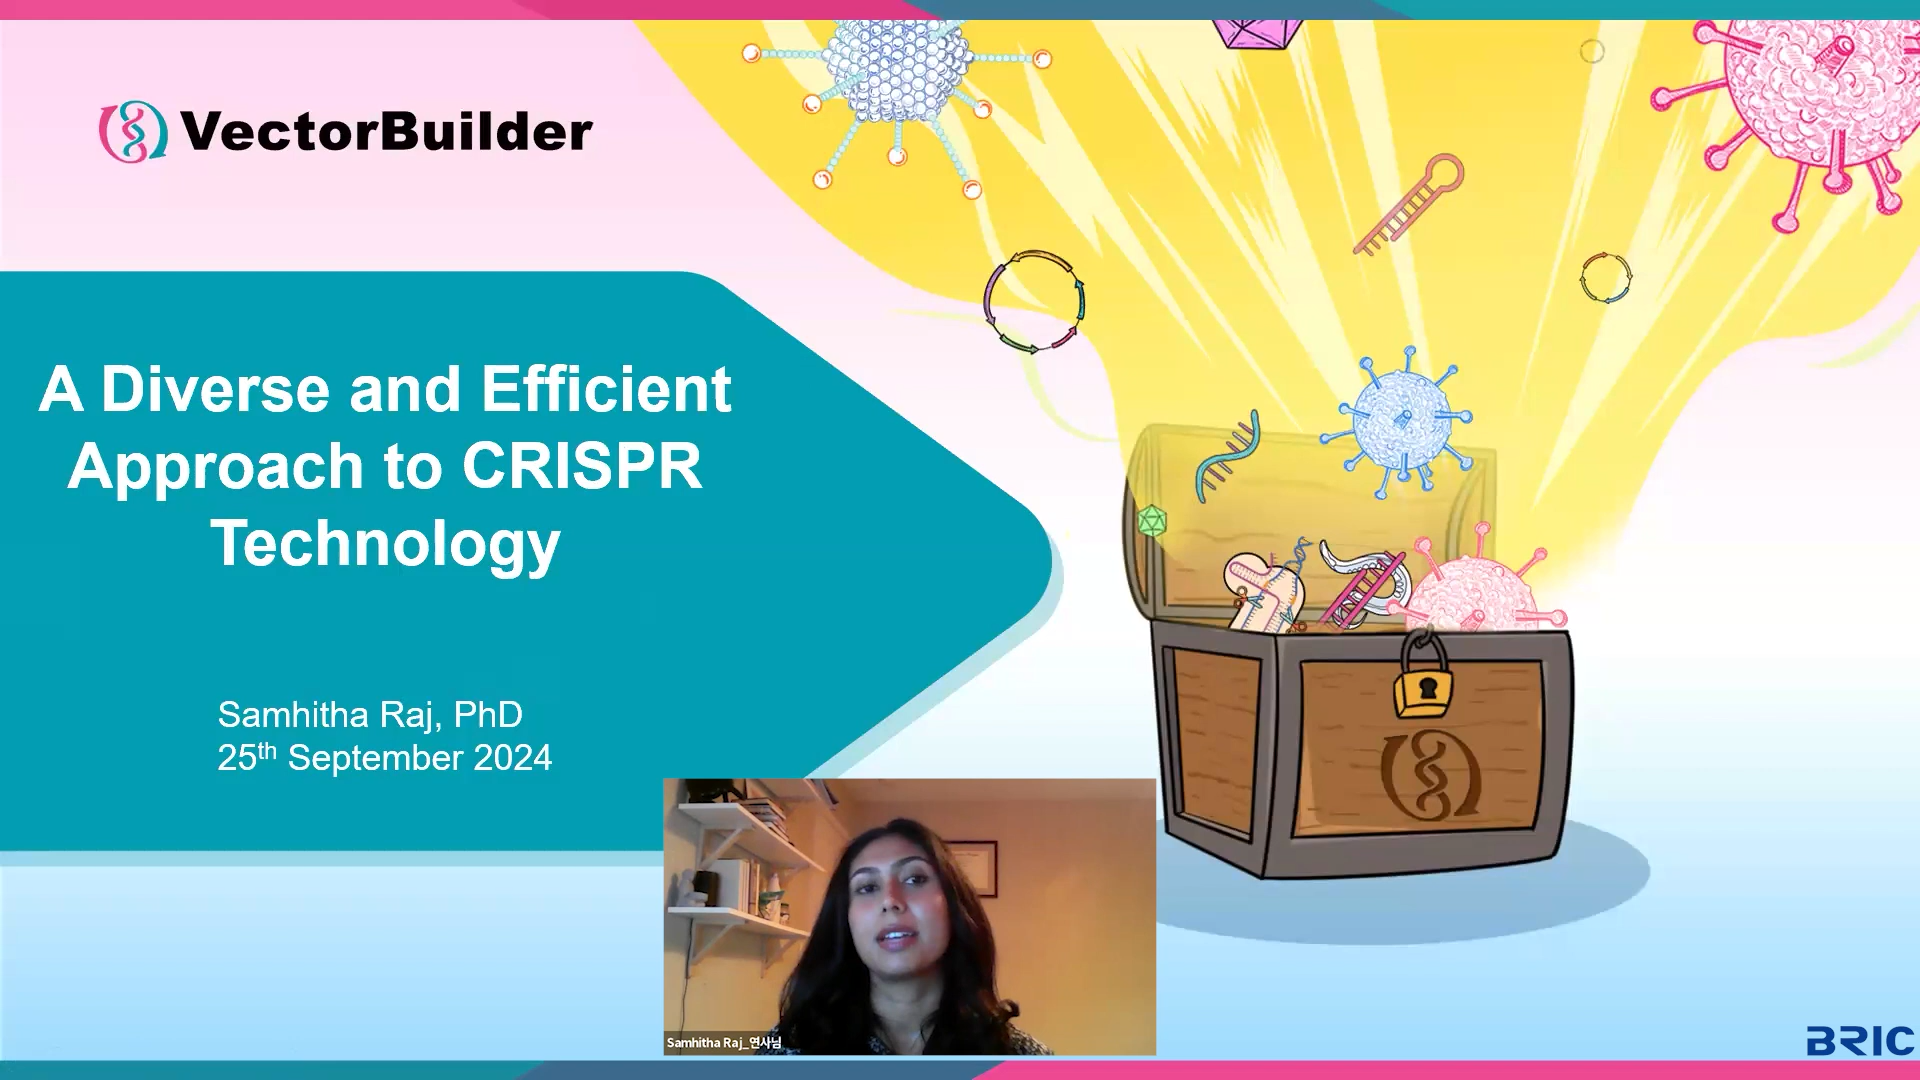 VectorBuilder
A Diverse and Efficient
Approach to CRISPR
Technology
Samhitha Raj, PhD
25th September 2024
Samhitha Raj_연사님
BRIC